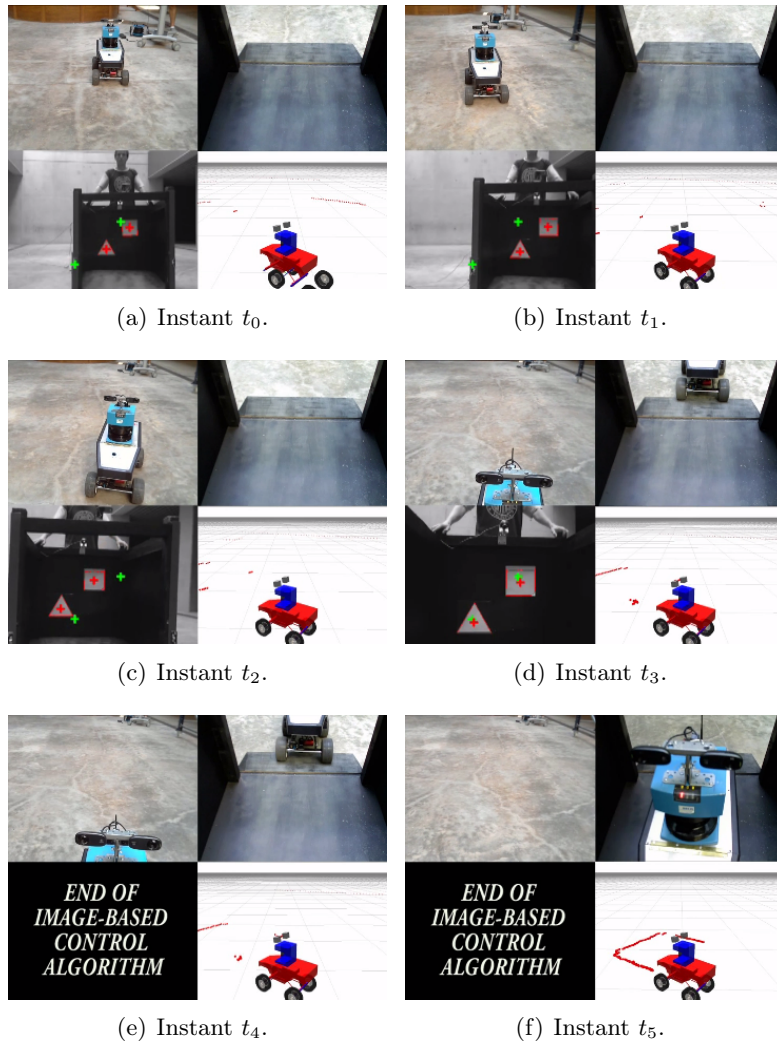 (a) Instant t₀.
(b) Instant t₁.
(c) Instant t₂.
(d) Instant t₃.
END OF
IMAGE-BASED
CONTROL
ALGORITHM
END OF
IMAGE-BASED
CONTROL
ALGORITHM
(e) Instant t₄.
(f) Instant t₅.